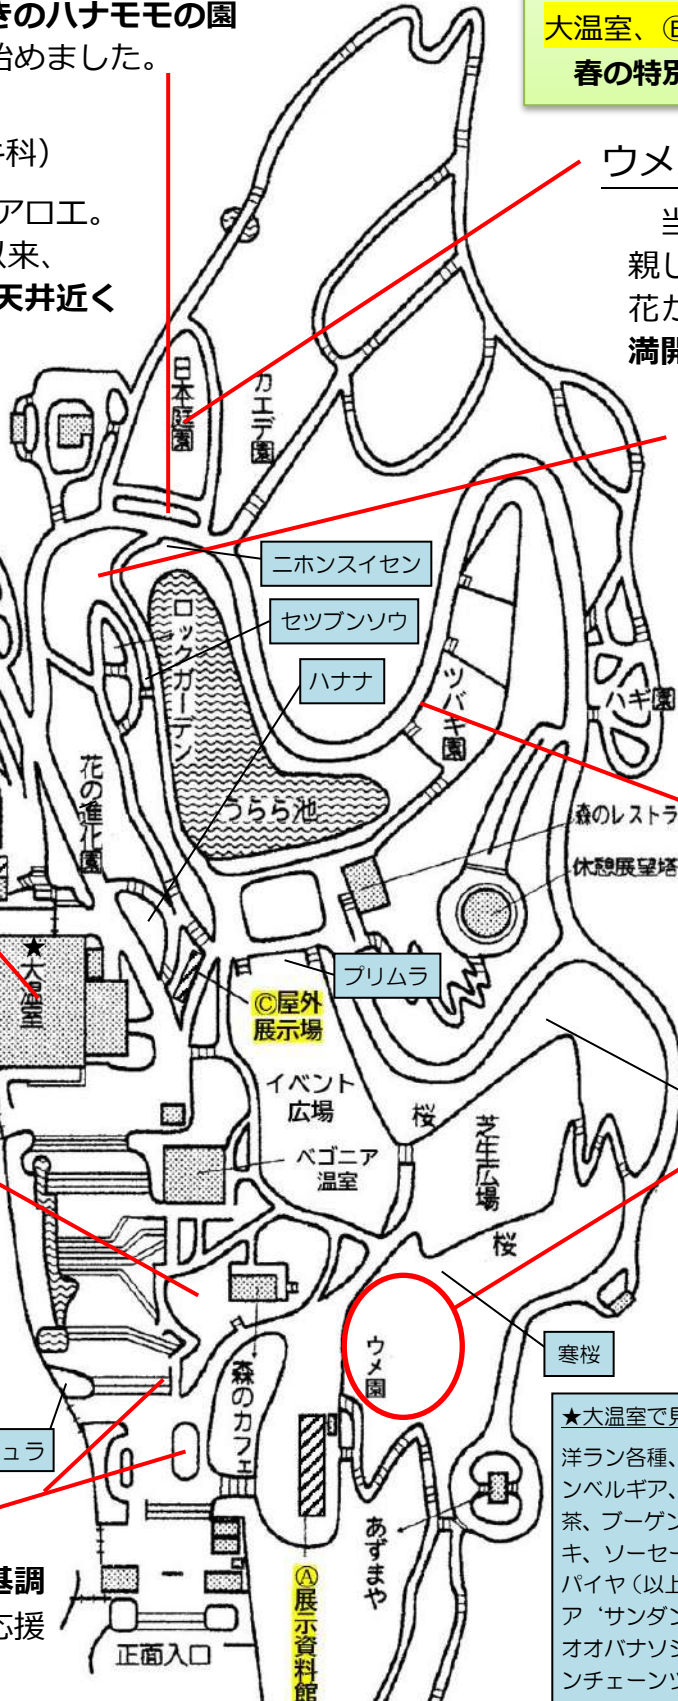 きのハナモモの園
始めました。
大温室、Ⓑ
春の特別
科）
アロエ。
以来、
天井近く
ウメ
当
親し
花か
満開
日本庭園
カエデ園
ニホンスイセン
セツブンソウ
ハナナ
ロックガーデン
ツバキ園
ハギ園
花の進化園
うらら池
森のレストラ
休憩展望塔
★大温室
プリムラ
Ⓒ屋外
展示場
イベント
広場
桜
芝生広場
ベゴニア
温室
桜
寒桜
ウメ園
森のカフェ
ュラ
あずまや
Ⓐ展示資料館
基調
応援
正面入口
★大温室で見
洋ラン各種、
ンベルギア、
茶、ブーゲン
キ、ソーセー
パイヤ（以上
ア‘サンダン
オオバナソシ
ンチェーンツ